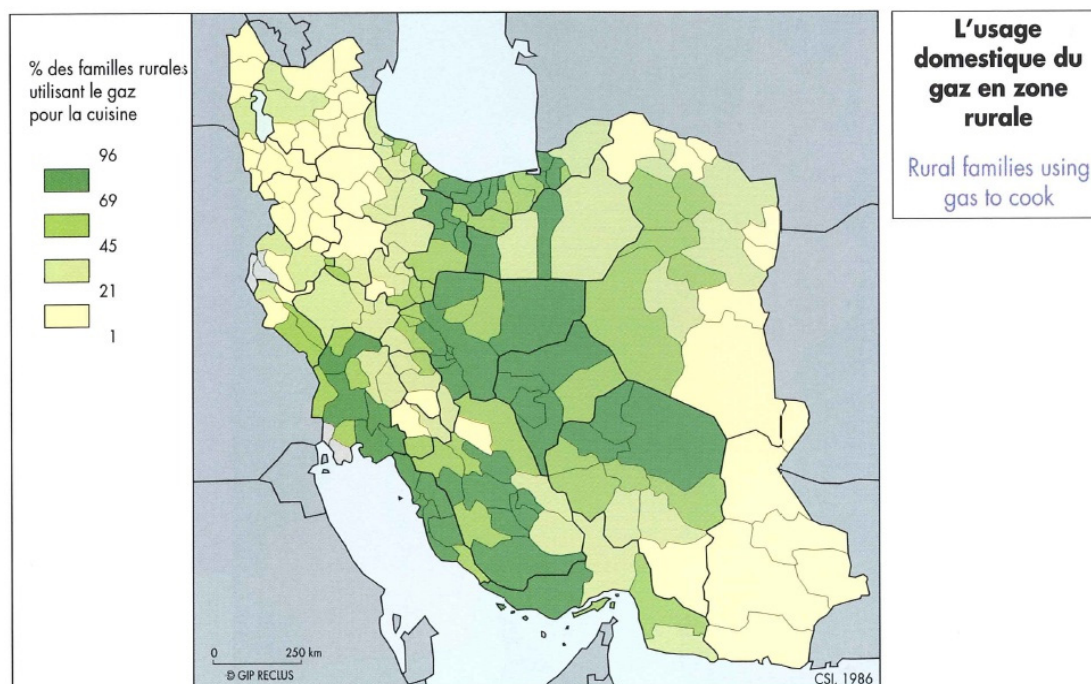 % des familles rurales
utilisant le gaz
pour la cuisine
96
69
45
21
1
L'usage
domestique du
gaz en zone
rurale
Rural families using
gas to cook
0 250 km
© GIP RECLUS
CSI, 1986